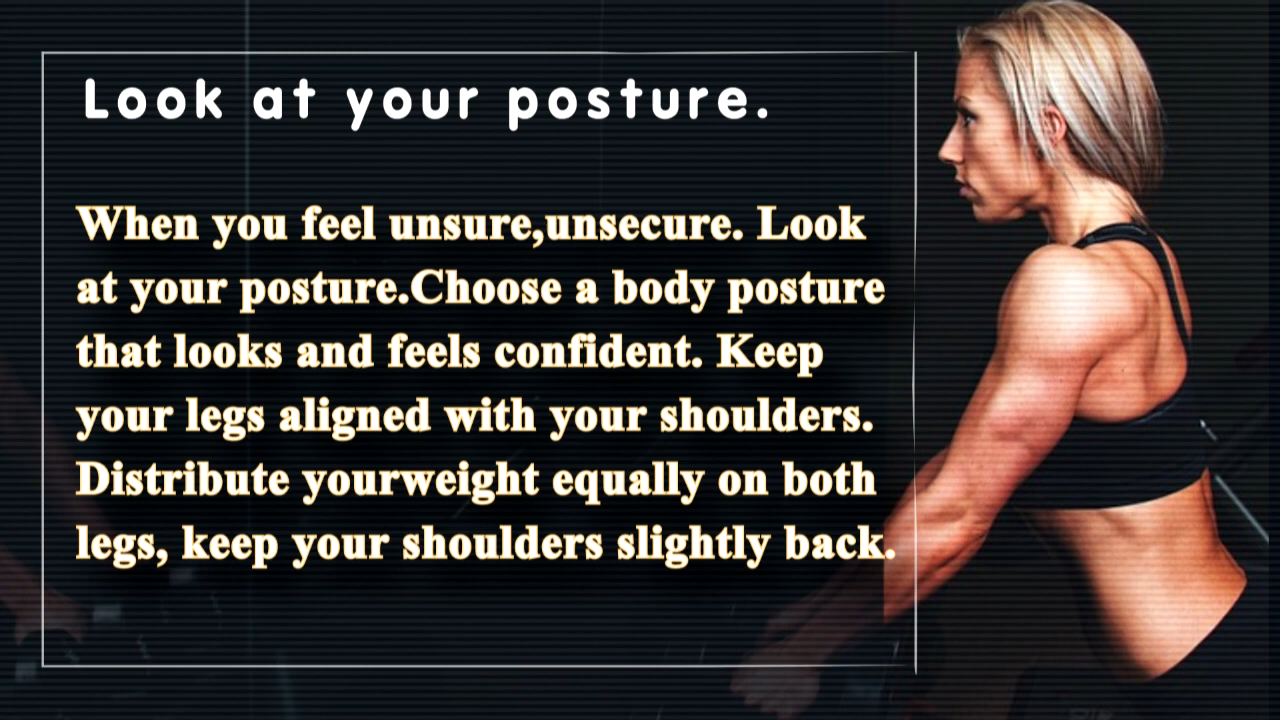 Look at your posture.
When you feel unsure,unsecure. Look
at your posture.Choose a body posture
that looks and feels confident. Keep
your legs aligned with your shoulders.
Distribute yourweight equally on both
legs, keep your shoulders slightly back.